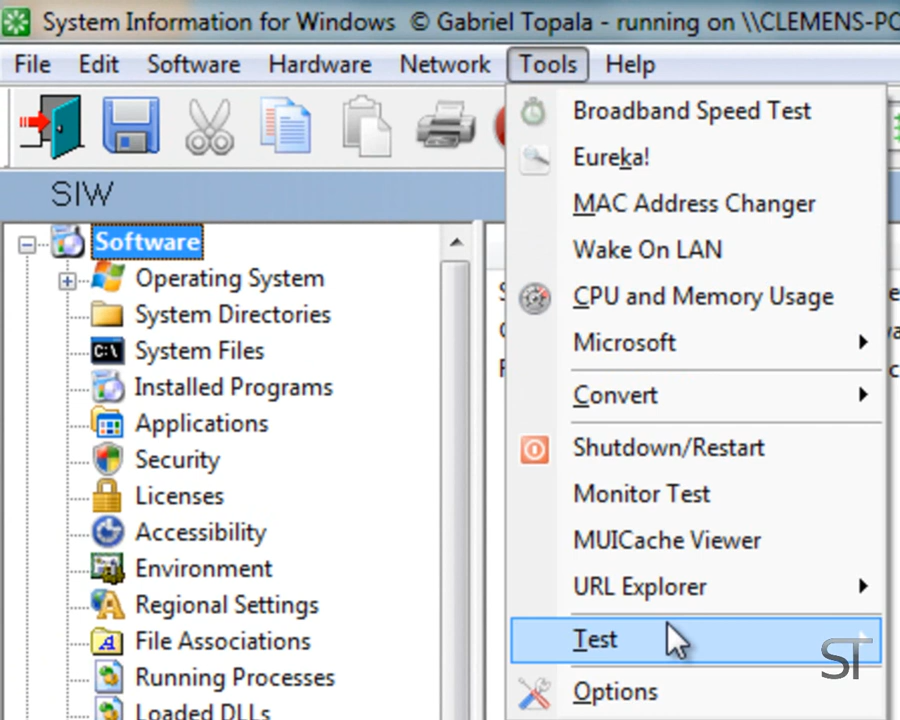 System Information for Windows © Gabriel Topala - running on \\CLEMENS-PC
File Edit Software Hardware Network Tools Help
SIW
Software
Operating System
System Directories
C:\
System Files
Installed Programs
Applications
Security
Licenses
Accessibility
Environment
Regional Settings
File Associations
Running Processes
Loaded DLLs
Broadband Speed Test
Eureka!
MAC Address Changer
Wake On LAN
CPU and Memory Usage
Microsoft
Convert
Shutdown/Restart
Monitor Test
MUICache Viewer
URL Explorer
Test
Options
ST